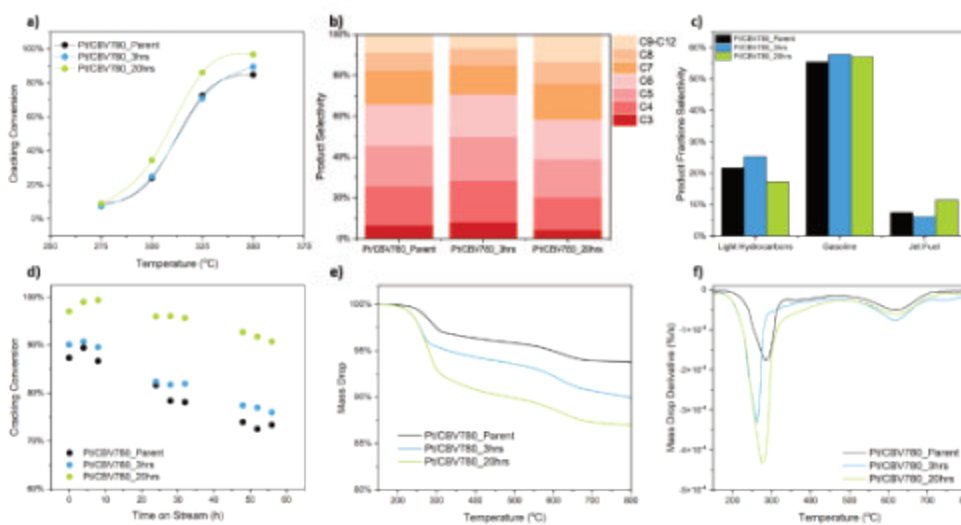 a)
Pt/CBV780_Parent
Pt/CBV780_3hrs
Pt/CBV780_20hrs
100%
80%
60%
40%
20%
0%
Cracking Conversion
250 275 300 325 350 375
Temperature (°C)
b)
100%
80%
60%
40%
20%
0%
Product Selectivity
C9-C12
C8
C7
C6
C5
C4
C3
Pt/CBV780_Parent Pt/CBV780_3hrs Pt/CBV780_20hrs
c)
Pt/CBV780_Parent
Pt/CBV780_3hrs
Pt/CBV780_20hrs
60%
50%
40%
30%
20%
10%
0%
Product Fractions Selectivity
Light Hydrocarbons Gasoline Jet Fuel
d)
100%
90%
80%
70%
60%
Cracking Conversion
Pt/CBV780_Parent
Pt/CBV780_3hrs
Pt/CBV780_20hrs
0 10 20 30 40 50 60
Time on Stream (h)
e)
100%
95%
90%
85%
80%
Mass Drop
Pt/CBV780_Parent
Pt/CBV780_3hrs
Pt/CBV780_20hrs
200 300 400 500 600 700 800
Temperature (°C)
f)
0
Mass Drop Derivative (%/s)
Pt/CBV780_Parent
Pt/CBV780_3hrs
Pt/CBV780_20hrs
200 300 400 500 600 700 800
Temperature (°C)